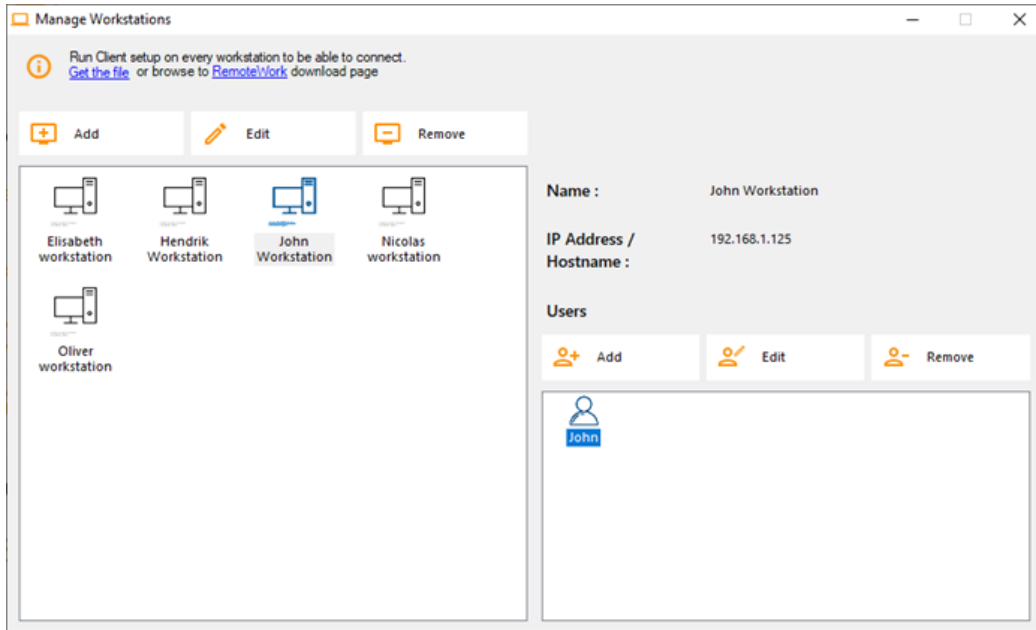 Manage Workstations
Run Client setup on every workstation to be able to connect.
Get the file or browse to RemoteWork download page
Add
Edit
Remove
Elisabeth
workstation
Hendrik
Workstation
John
Workstation
Nicolas
workstation
Oliver
workstation
Name :
John Workstation
IP Address /
Hostname :
192.168.1.125
Users
Add
Edit
Remove
John